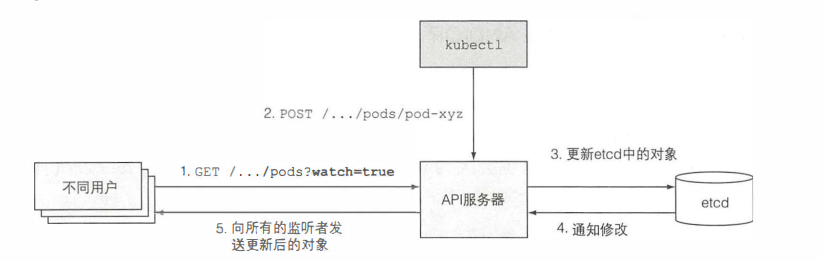 kubectl
2. POST /.../pods/pod-xyz
1. GET /.../pods?watch=true
3. 更新etcd中的对象
不同用户
API服务器
etcd
5. 向所有的监听者发
送更新后的对象
4. 通知修改